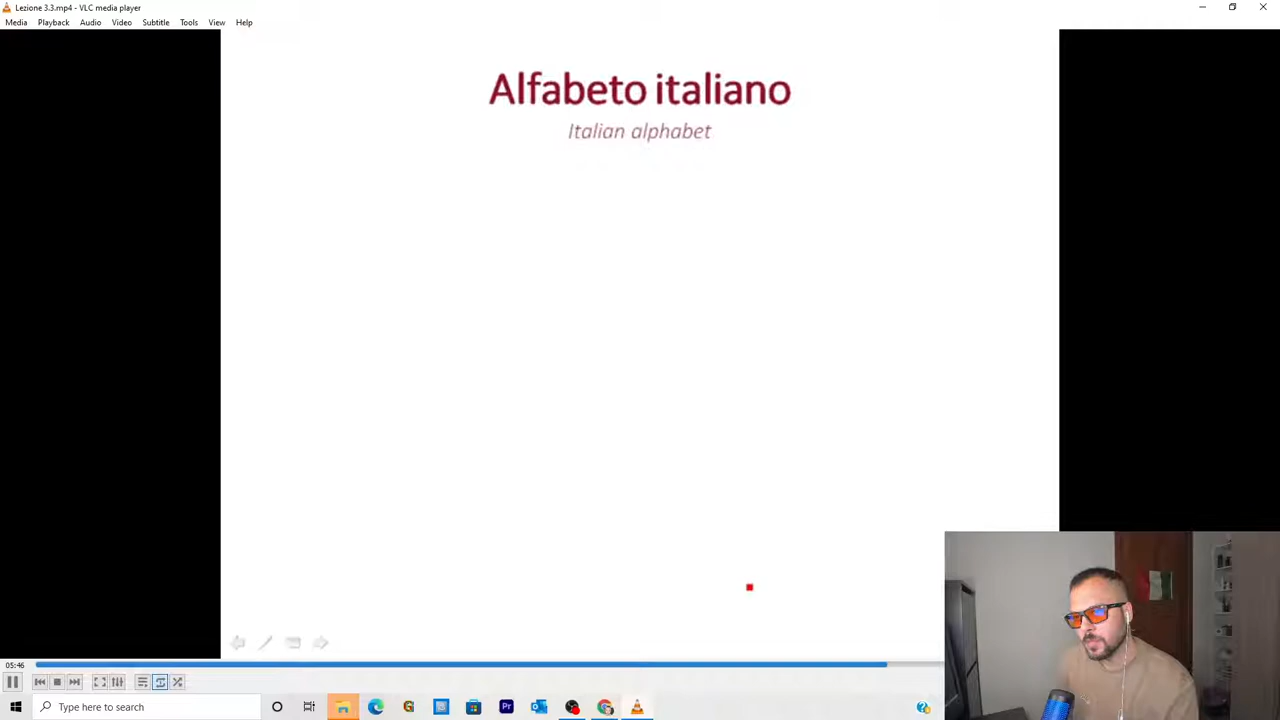 Lezione 3.3.mp4 - VLC media player
Media Playback Audio Video Subtitle Tools View Help
Alfabeto italiano
Italian alphabet
05:46
Type here to search